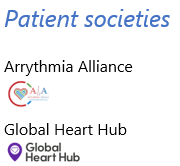 Patient societies
Arrythmia Alliance
A|A
Global Heart Hub
Global
Heart Hub